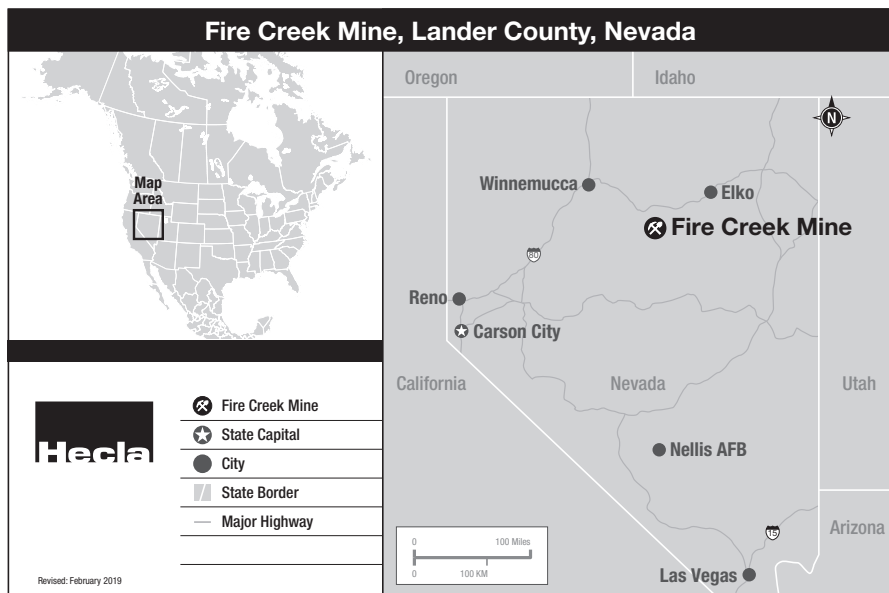 Fire Creek Mine, Lander County, Nevada
Map
Area
Oregon
Idaho
N
Winnemucca
Elko
Fire Creek Mine
80
Reno
Carson City
California
Nevada
Utah
Nellis AFB
Arizona
15
Las Vegas
0 100 Miles
0 100 KM
Hecla
Fire Creek Mine
State Capital
City
State Border
Major Highway
Revised: February 2019